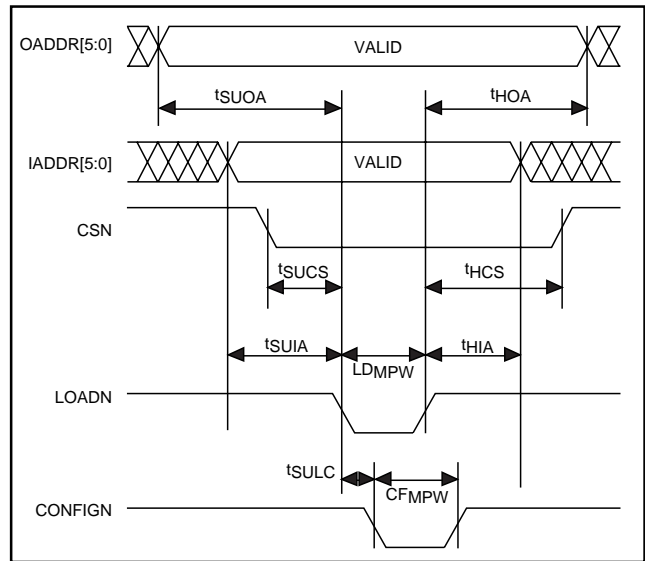 OADDR[5:0]
VALID
tSUOA
tHOA
IADDR[5:0]
VALID
CSN
tSUCS
tHCS
tSUIA
LDMPW
tHIA
LOADN
tSULC
CFMPW
CONFIGN